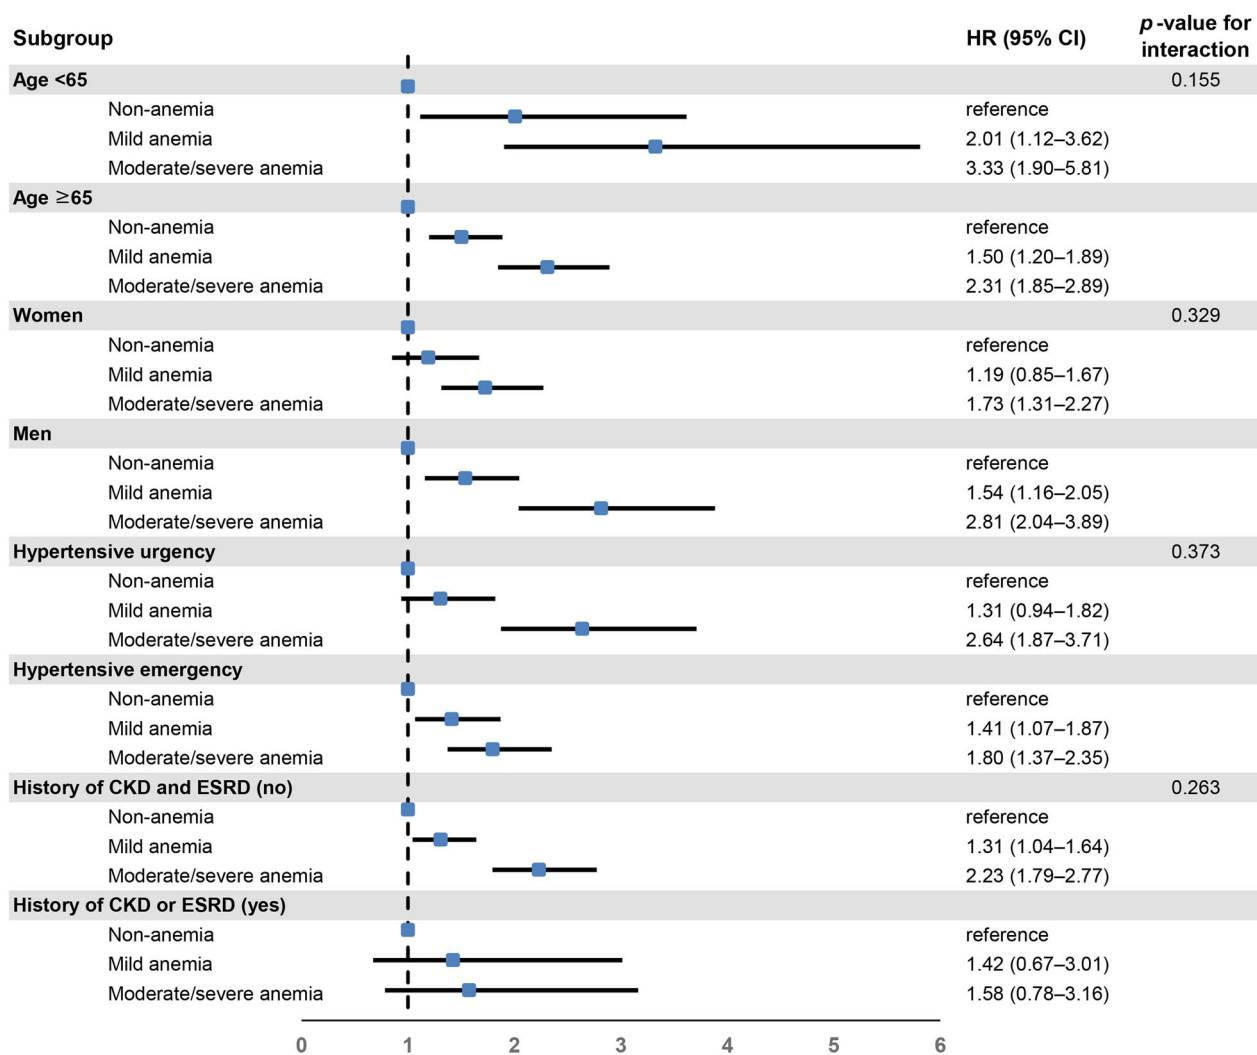 Subgroup HR (95% CI) p-value for interaction
Age <65 0.155
Non-anemia reference
Mild anemia 2.01 (1.12–3.62)
Moderate/severe anemia 3.33 (1.90–5.81)
Age ≥65
Non-anemia reference
Mild anemia 1.50 (1.20–1.89)
Moderate/severe anemia 2.31 (1.85–2.89)
Women 0.329
Non-anemia reference
Mild anemia 1.19 (0.85–1.67)
Moderate/severe anemia 1.73 (1.31–2.27)
Men
Non-anemia reference
Mild anemia 1.54 (1.16–2.05)
Moderate/severe anemia 2.81 (2.04–3.89)
Hypertensive urgency 0.373
Non-anemia reference
Mild anemia 1.31 (0.94–1.82)
Moderate/severe anemia 2.64 (1.87–3.71)
Hypertensive emergency
Non-anemia reference
Mild anemia 1.41 (1.07–1.87)
Moderate/severe anemia 1.80 (1.37–2.35)
History of CKD and ESRD (no) 0.263
Non-anemia reference
Mild anemia 1.31 (1.04–1.64)
Moderate/severe anemia 2.23 (1.79–2.77)
History of CKD or ESRD (yes)
Non-anemia reference
Mild anemia 1.42 (0.67–3.01)
Moderate/severe anemia 1.58 (0.78–3.16)
0 1 2 3 4 5 6